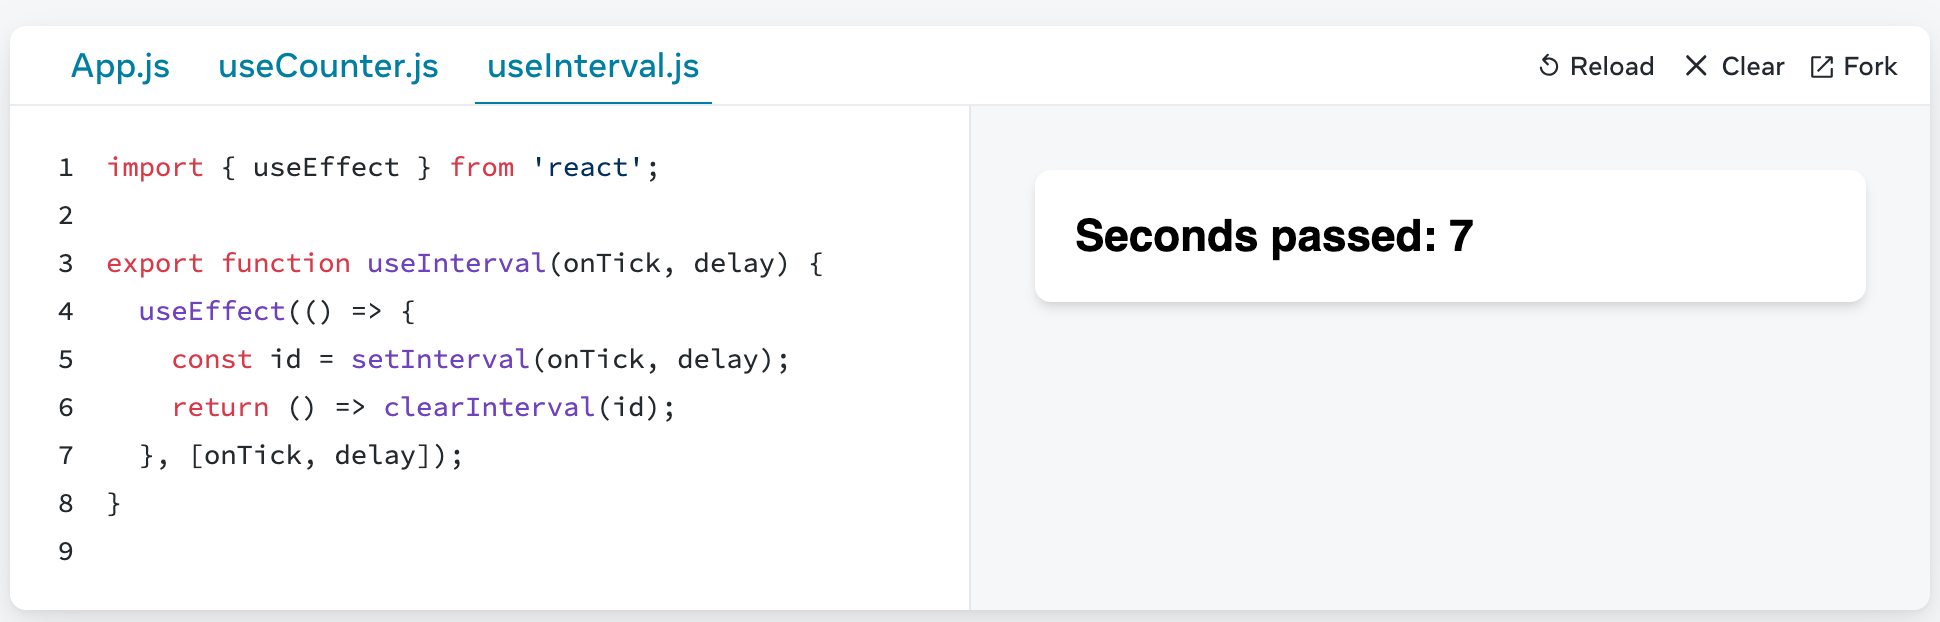 App.js useCounter.js useInterval.js Reload Clear Fork
1 import { useEffect } from 'react';
2
3 export function useInterval(onTick, delay) {
4   useEffect(() => {
5     const id = setInterval(onTick, delay);
6     return () => clearInterval(id);
7   }, [onTick, delay]);
8 }
9
Seconds passed: 7